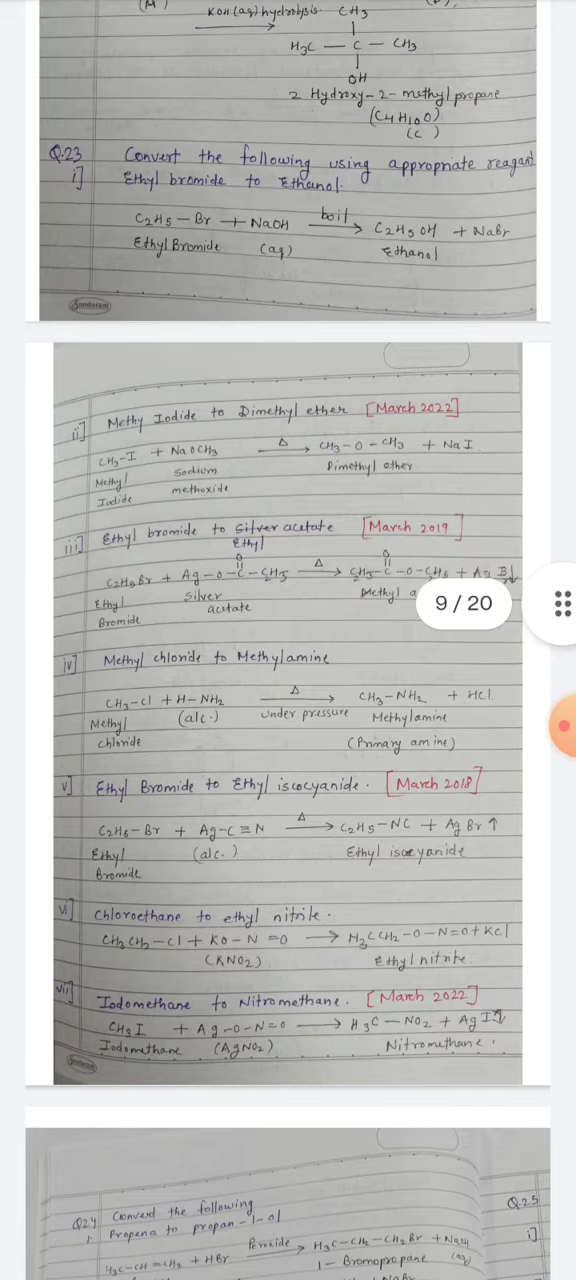 (M)
KOH(aq) hydrolysis CH3
H3C — C — CH3
OH
2 Hydroxy-2-methyl propane
(C4H10O)
(C)
Q.23 Convert the following using appropriate reagant
i] Ethyl bromide to Ethanol.
C2H5-Br + NaOH boil → C2H5OH + NaBr
Ethyl Bromide (aq) Ethanol
Sundaram
ii] Methy Iodide to Dimethyl ether [March 2022]
CH3-I + NaOCH3 Δ → CH3-O-CH3 + NaI
Methyl Sodium Dimethyl ether
Iodide methoxide
iii] Ethyl bromide to Silver acetate [March 2019]
Ethyl
O O
C2H5Br + Ag-O-C-CH3 Δ → CH3-C-O-CH3 + Ag B↓
Ethyl Silver Methyl a
Bromide acetate
9 / 20
iv] Methyl chloride to Methylamine
CH3-Cl + H-NH2 Δ → CH3-NH2 + HCl.
Methyl (alc.) under pressure Methylamine
chloride (Primary amine)
v] Ethyl Bromide to Ethyl isocyanide. [March 2018]
C2H5-Br + Ag-C≡N Δ → C2H5-NC + AgBr↑
Ethyl (alc.) Ethyl isocyanide
Bromide
vi] Chloroethane to ethyl nitrite.
CH3CH2-Cl + KO-N=O → H3CCH2-O-N=O+KCl
(KNO2) Ethyl nitrite.
vii] Iodomethane to Nitromethane. [March 2022]
CH3I + Ag-O-N=O → H3C-NO2 + AgI↓
Iodomethane (AgNO2) Nitromethane.
Sundaram
Q24 Convert the following
1. Propena to propan-1-ol
H3C-CH=CH2 + HBr Peroxide → H3C-CH2-CH2Br + NaOH
1-Bromopropane (aq)
Q.25
i]